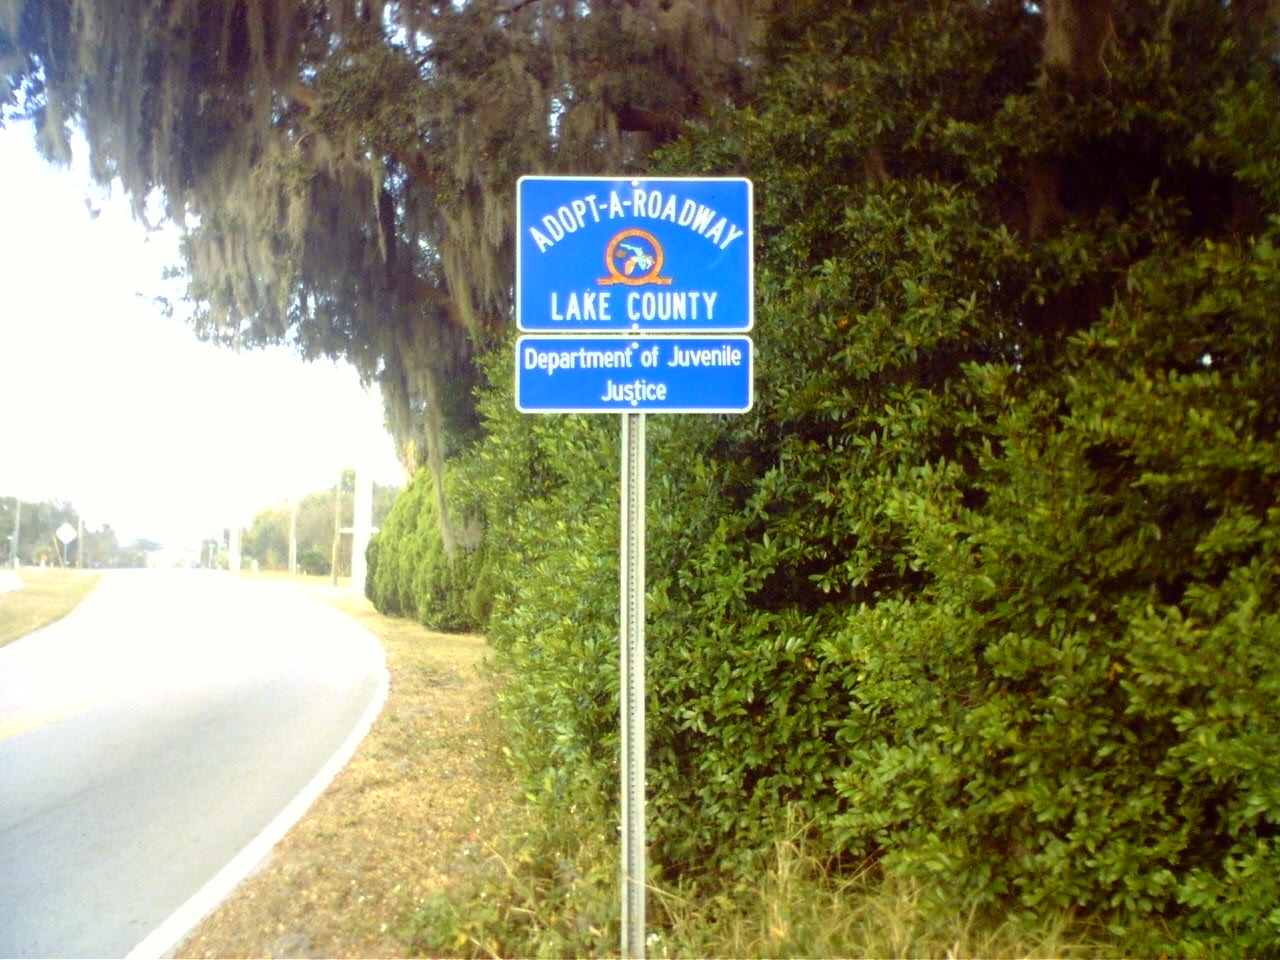 ADOPT-A-ROADWAY
LAKE COUNTY
Department of Juvenile
Justice